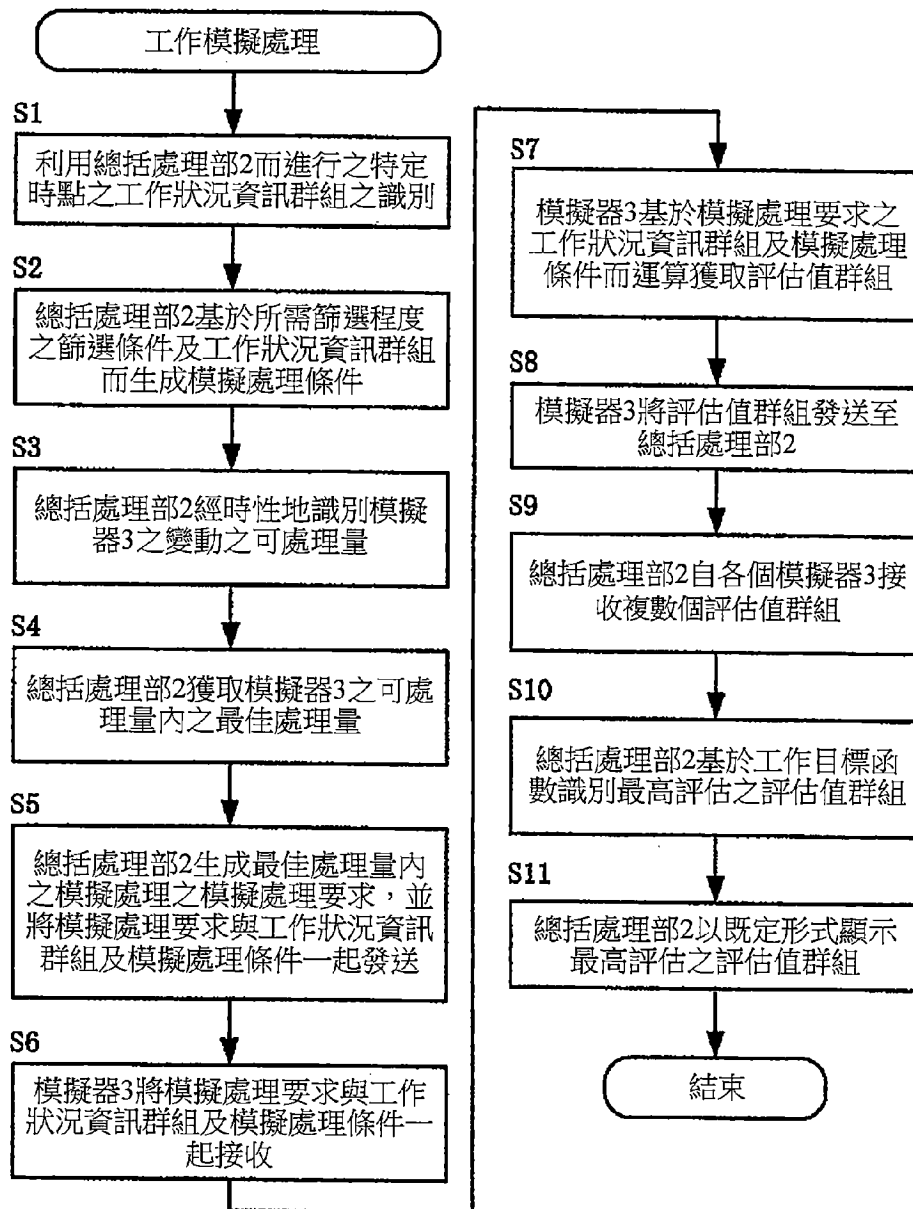 工作模擬處理
S1
利用總括處理部2而進行之特定
時點之工作狀況資訊群組之識別
S2
總括處理部2基於所需篩選程度
之篩選條件及工作狀況資訊群組
而生成模擬處理條件
S3
總括處理部2經時性地識別模擬
器3之變動之可處理量
S4
總括處理部2獲取模擬器3之可處
理量內之最佳處理量
S5
總括處理部2生成最佳處理量內
之模擬處理之模擬處理要求，並
將模擬處理要求與工作狀況資訊
群組及模擬處理條件一起發送
S6
模擬器3將模擬處理要求與工作
狀況資訊群組及模擬處理條件一
起接收
S7
模擬器3基於模擬處理要求之
工作狀況資訊群組及模擬處理
條件而運算獲取評估值群組
S8
模擬器3將評估值群組發送至
總括處理部2
S9
總括處理部2自各個模擬器3接
收複數個評估值群組
S10
總括處理部2基於工作目標函
數識別最高評估之評估值群組
S11
總括處理部2以既定形式顯示
最高評估之評估值群組
結束